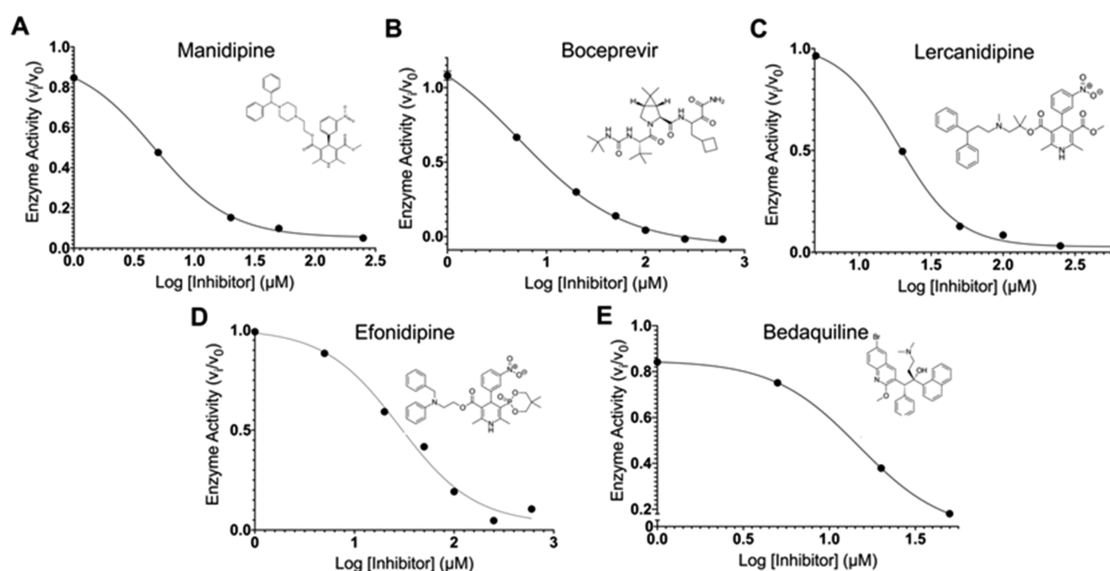 A
Manidipine
1.0
0.8
0.6
0.4
0.2
0.0
0.0 0.5 1.0 1.5 2.0 2.5
Enzyme Activity (vi/v0)
Log [Inhibitor] (µM)
B
Boceprevir
1.0
0.5
0.0
0 1 2 3
Enzyme Activity (vi/v0)
Log [Inhibitor] (µM)
NH2
O
H
N
C
Lercanidipine
1.0
0.5
0.0
1.0 1.5 2.0 2.5
Enzyme Activity (vi/v0)
Log [Inhibitor] (µM)
D
Efonidipine
1.0
0.5
0.0
0 1 2 3
Enzyme Activity (vi/v0)
Log [Inhibitor] (µM)
E
Bedaquiline
1.0
0.8
0.6
0.4
0.2
0
0.0 0.5 1.0 1.5
Enzyme Activity (vi/v0)
Log [Inhibitor] (µM)
Br
N
OH
O